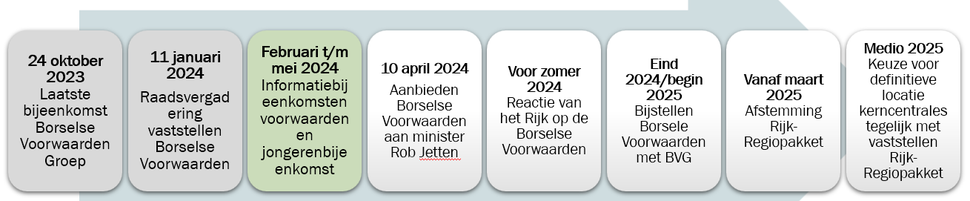 24 oktober
2023
Laatste
bijeenkomst
Borselse
Voorwaarden
Groep
11 januari
2024
Raadsvergad
ering
vaststellen
Borselse
Voorwaarden
Februari t/m
mei 2024
Informatiebij
eenkomsten
voorwaarden
en
jongerenbije
enkomst
10 april 2024
Aanbieden
Borselse
Voorwaarden
aan minister
Rob Jetten
Voor zomer
2024
Reactie van
het Rijk op de
Borselse
Voorwaarden
Eind
2024/begin
2025
Bijstellen
Borsele
Voorwaarden
met BVG
Vanaf maart
2025
Afstemming
Rijk-
Regiopakket
Medio 2025
Keuze voor
definitieve
locatie
kerncentrales
tegelijk met
vaststellen
Rijk-
Regiopakket